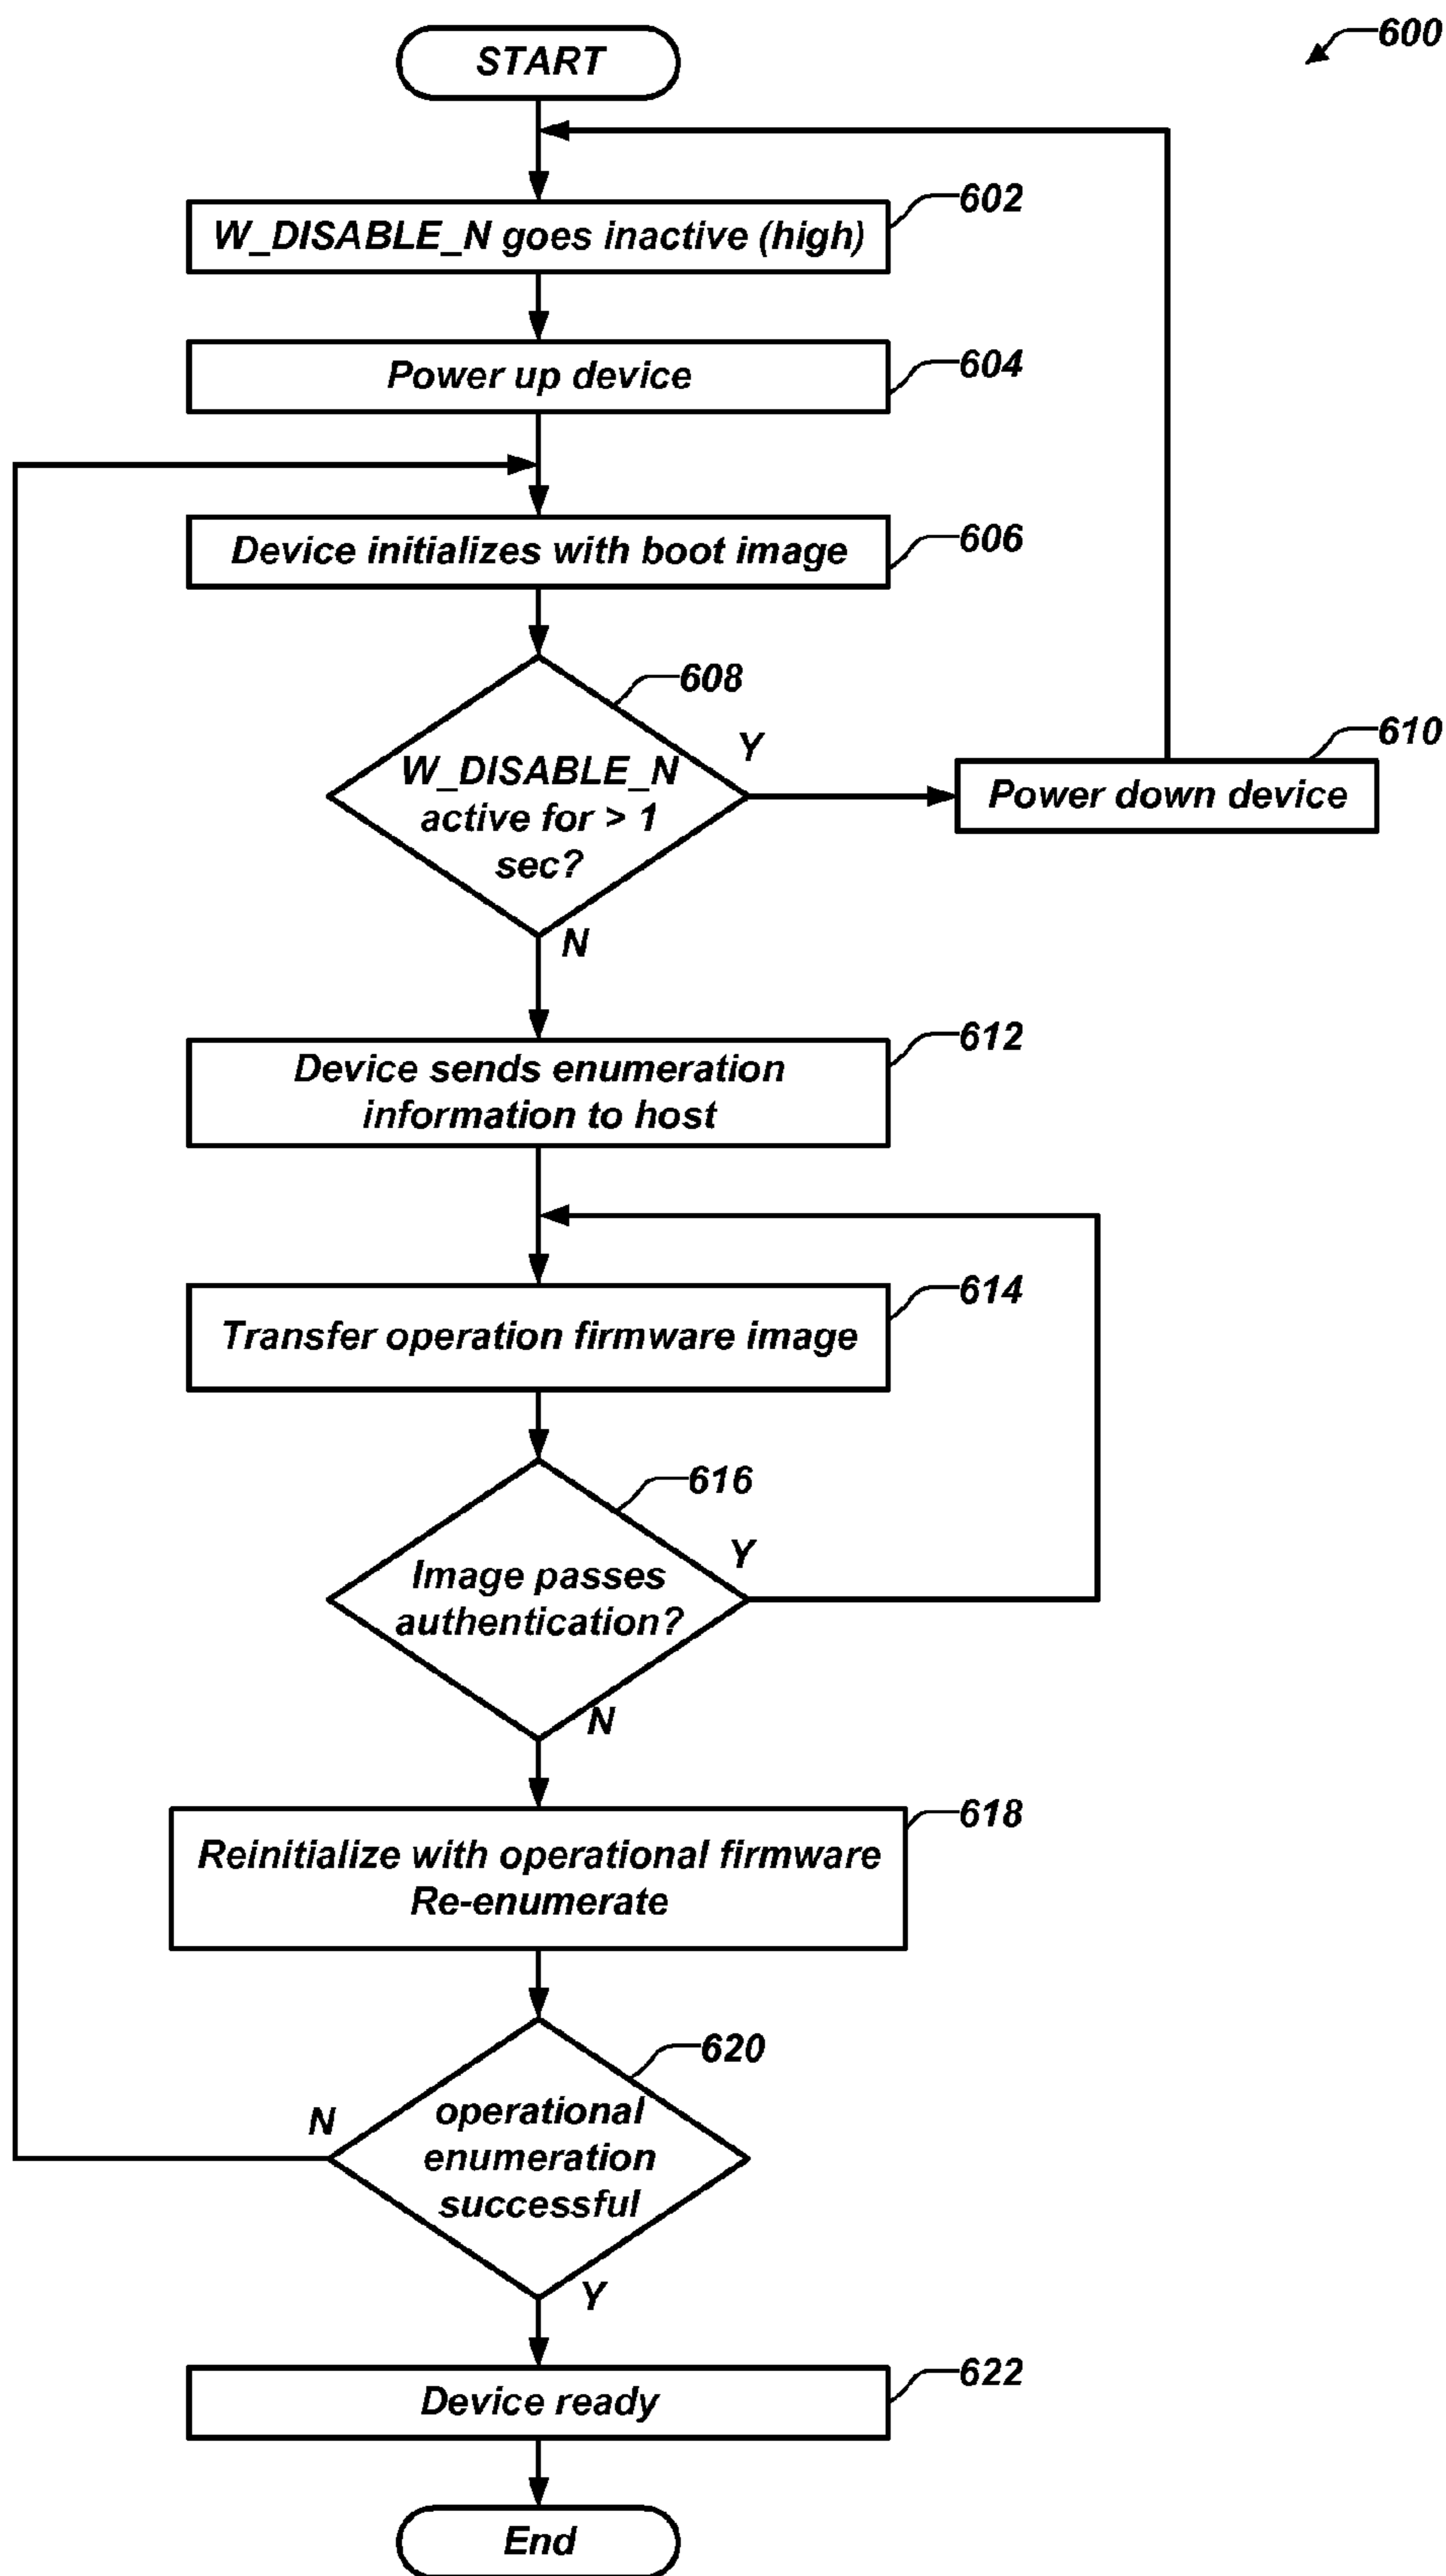 START
600
W_DISABLE_N goes inactive (high)
602
Power up device
604
Device initializes with boot image
606
608
W_DISABLE_N
active for > 1
sec?
Y
N
610
Power down device
Device sends enumeration
information to host
612
Transfer operation firmware image
614
616
Image passes
authentication?
Y
N
Reinitialize with operational firmware
Re-enumerate
618
620
operational
enumeration
successful
N
Y
Device ready
622
End